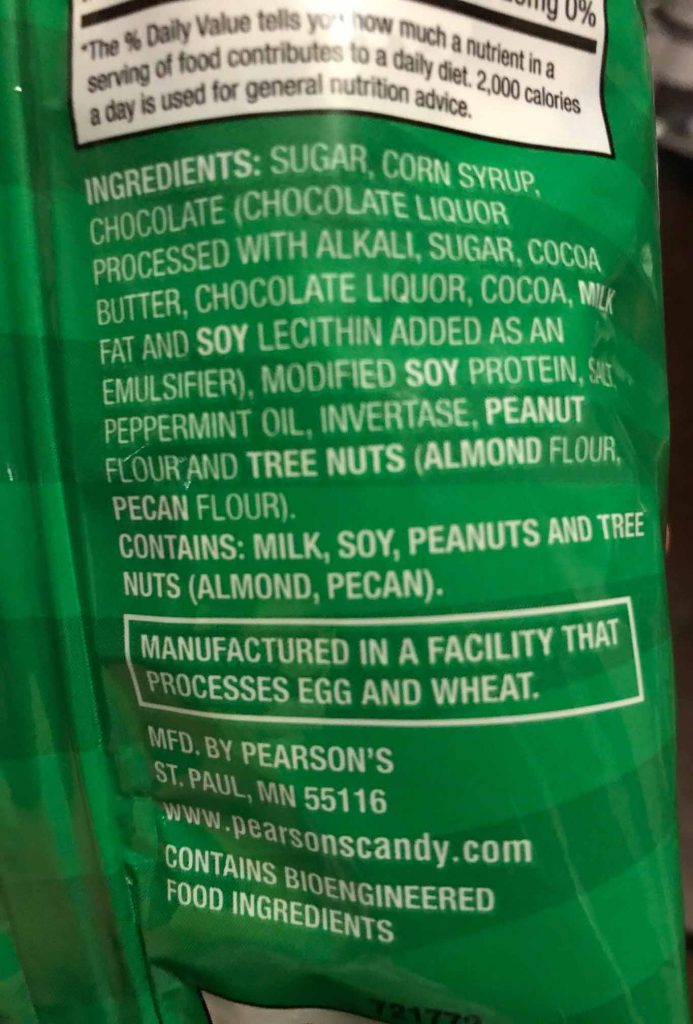 0%
*The % Daily Value tells you how much a nutrient in a
serving of food contributes to a daily diet. 2,000 calories
a day is used for general nutrition advice.
INGREDIENTS: SUGAR, CORN SYRUP,
CHOCOLATE (CHOCOLATE LIQUOR
PROCESSED WITH ALKALI, SUGAR, COCOA
BUTTER, CHOCOLATE LIQUOR, COCOA, MILK
FAT AND SOY LECITHIN ADDED AS AN
EMULSIFIER), MODIFIED SOY PROTEIN, SALT,
PEPPERMINT OIL, INVERTASE, PEANUT
FLOUR AND TREE NUTS (ALMOND FLOUR,
PECAN FLOUR).
CONTAINS: MILK, SOY, PEANUTS AND TREE
NUTS (ALMOND, PECAN).
MANUFACTURED IN A FACILITY THAT
PROCESSES EGG AND WHEAT.
MFD. BY PEARSON'S
ST. PAUL, MN 55116
www.pearsonscandy.com
CONTAINS BIOENGINEERED
FOOD INGREDIENTS